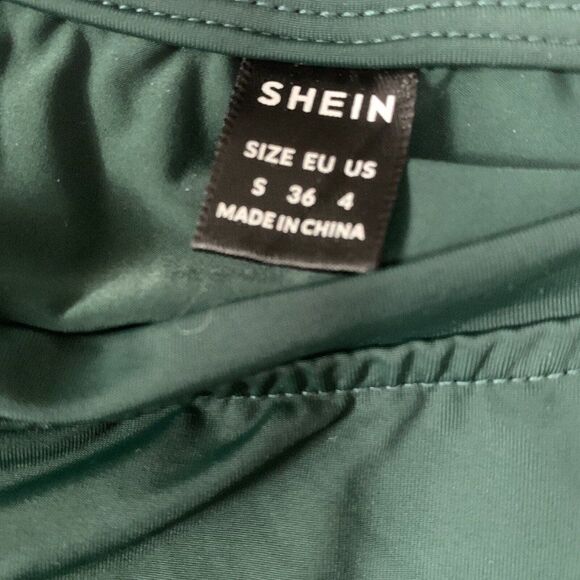 SHEIN
SIZE EU US
S 36 4
MADE IN CHINA